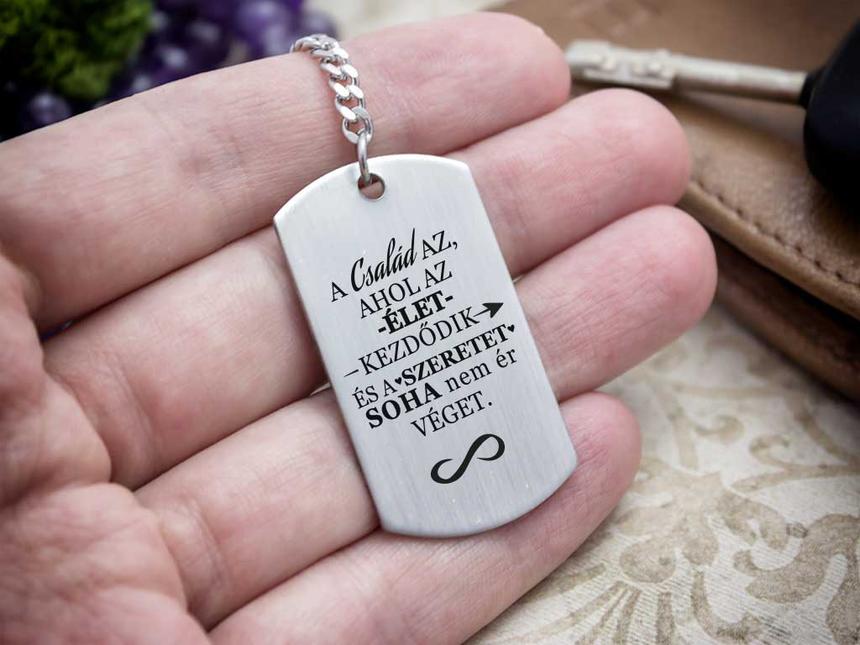 A Család AZ,
AHOL AZ
-ÉLET-
KEZDŐDIK
ÉS A SZERETET
SOHA nem ér
VÉGET.